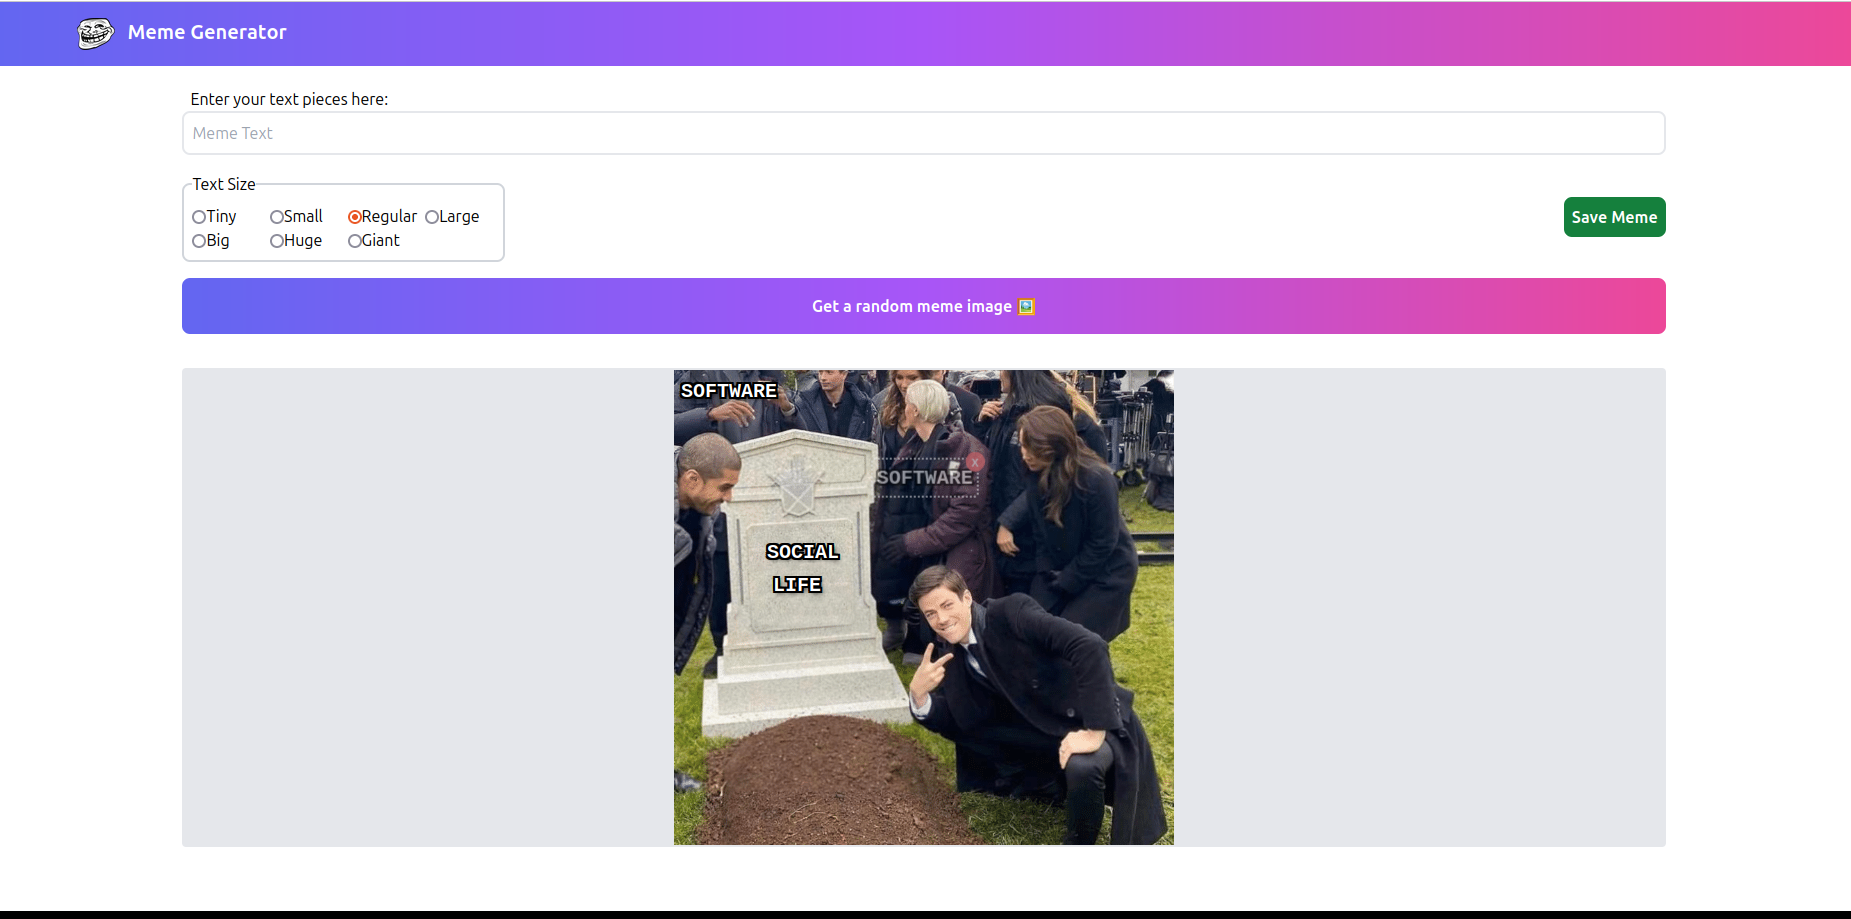 Meme Generator
Enter your text pieces here:
Meme Text
Text Size
Tiny Small Regular Large
Big Huge Giant
Save Meme
Get a random meme image 🖼️
SOFTWARE
x
SOFTWARE
SOCIAL
LIFE